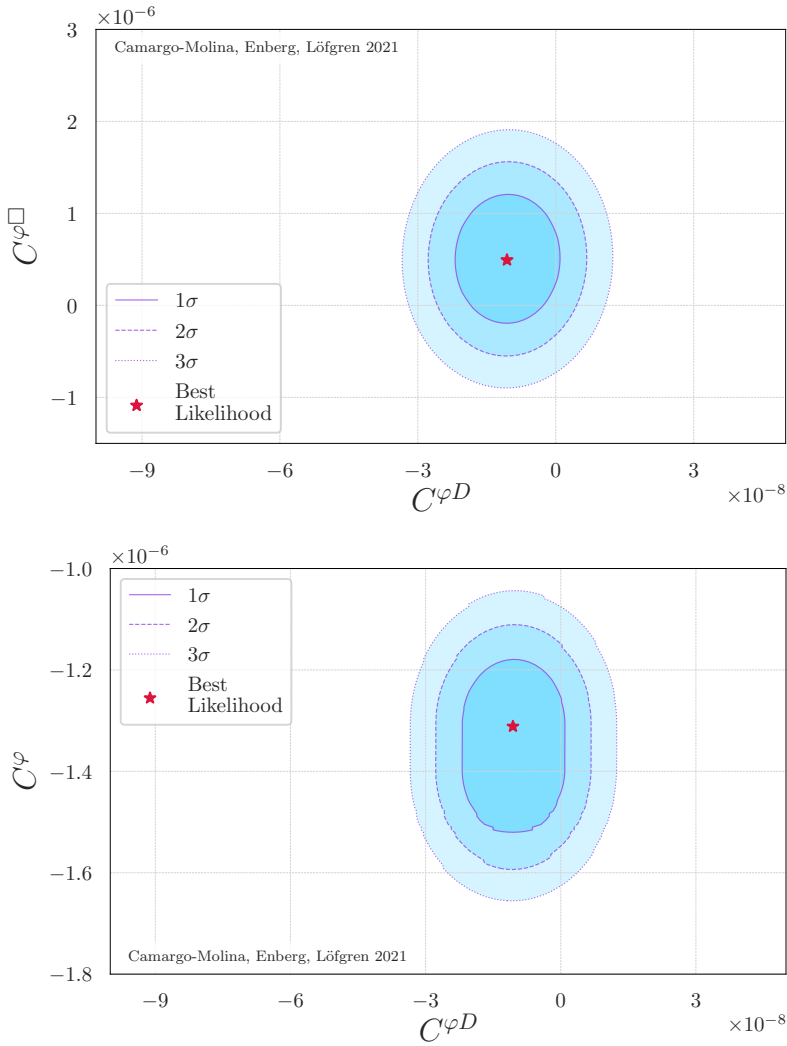 ×10⁻⁶
Camargo-Molina, Enberg, Löfgren 2021
3
2
1
0
−1
C^{φ□}
1σ
2σ
3σ
Best
Likelihood
−9 −6 −3 0 3
×10⁻⁸
C^{φD}
×10⁻⁶
−1.0
−1.2
−1.4
−1.6
−1.8
C^φ
1σ
2σ
3σ
Best
Likelihood
Camargo-Molina, Enberg, Löfgren 2021
−9 −6 −3 0 3
×10⁻⁸
C^{φD}